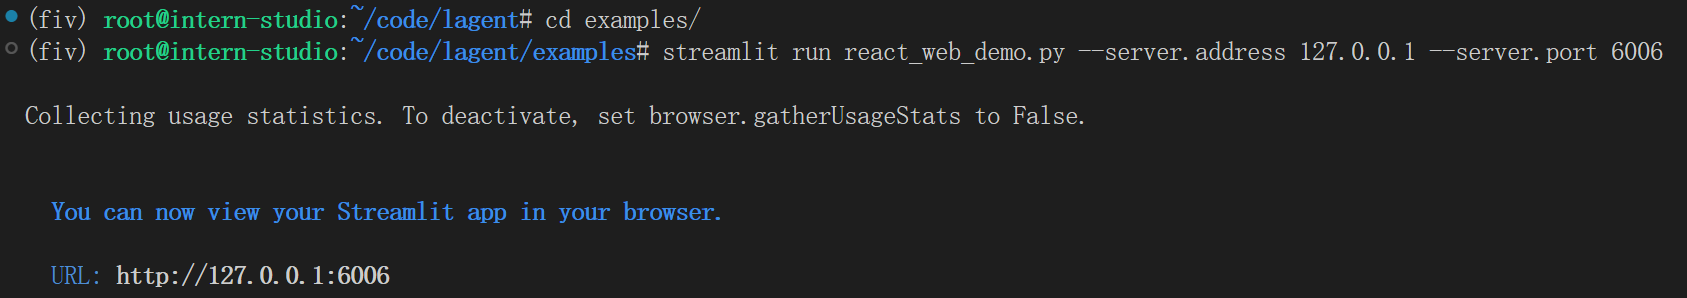 (fiv) root@intern-studio:~/code/lagent# cd examples/
(fiv) root@intern-studio:~/code/lagent/examples# streamlit run react_web_demo.py --server.address 127.0.0.1 --server.port 6006
Collecting usage statistics. To deactivate, set browser.gatherUsageStats to False.
You can now view your Streamlit app in your browser.
URL: http://127.0.0.1:6006